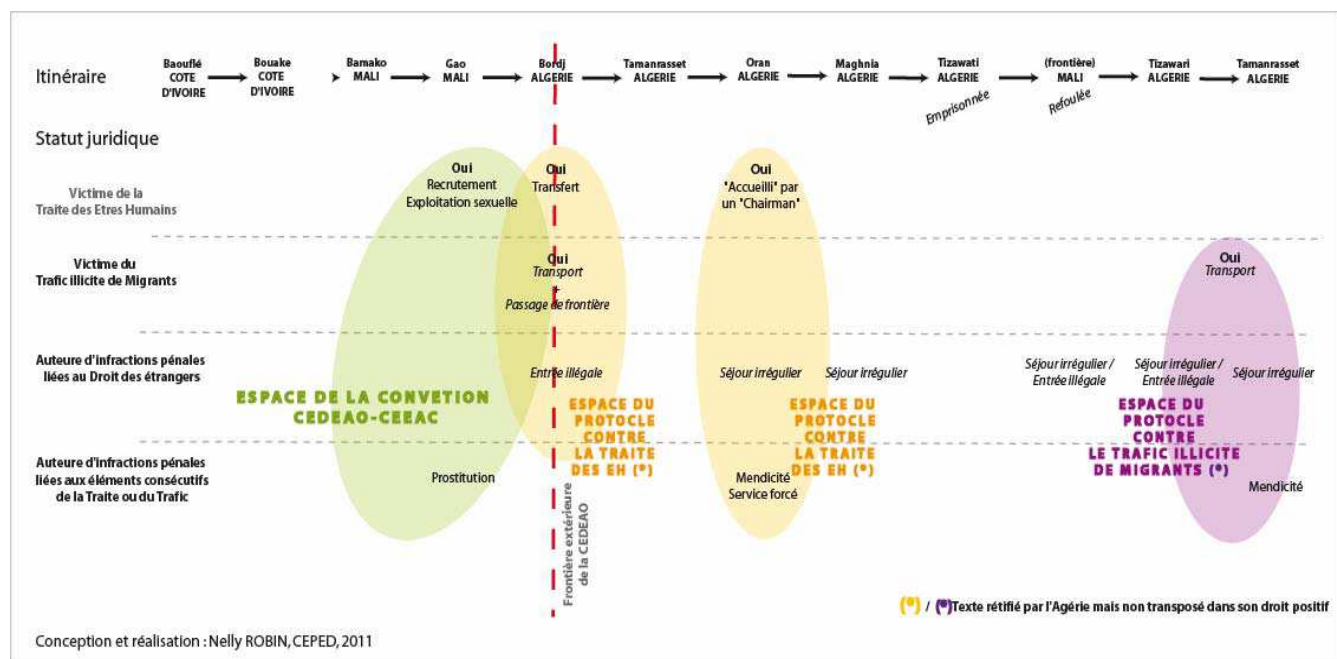 Itinéraire
Baouflé
COTE
D'IVOIRE
Bouake
COTE
D'IVOIRE
Bamako
MALI
Gao
MALI
Bordj
ALGERIE
Tamanrasset
ALGERIE
Oran
ALGERIE
Maghnia
ALGERIE
Tizawati
ALGERIE
Emprisonnée
(frontière)
MALI
Refoulée
Tizawari
ALGERIE
Tamanrasset
ALGERIE
Statut juridique
Victime de la
Traite des Etres Humains
Oui
Recrutement
Exploitation sexuelle
Oui
Transfert
Oui
"Accueilli" par
un "Chairman"
Victime du
Trafic illicite de Migrants
Oui
Transport
+
Passage de frontière
Oui
Transport
Auteure d'infractions pénales
liées au Droit des étrangers
Entrée illégale
Séjour irrégulier
Séjour irrégulier
Séjour irrégulier /
Entrée illégale
Séjour irrégulier /
Entrée illégale
Séjour irrégulier
ESPACE DE LA CONVETION
CEDEAO-CEEAC
ESPACE DU
PROTOCLE
CONTRE
LA TRAITE
DES EH (*)
ESPACE DU
PROTOCLE
CONTRE
LA TRAITE
DES EH (*)
ESPACE DU
PROTOCLE
CONTRE
LE TRAFIC ILLICITE
DE MIGRANTS (*)
Auteure d'infractions pénales
liées aux éléments consécutifs
de la Traite ou du Trafic
Prostitution
Mendicité
Service forcé
Mendicité
Frontière extérieure
de la CEDEAO
(*) / (*)Texte rétifié par l'Agérie mais non transposé dans son droit positif
Conception et réalisation : Nelly ROBIN, CEPED, 2011